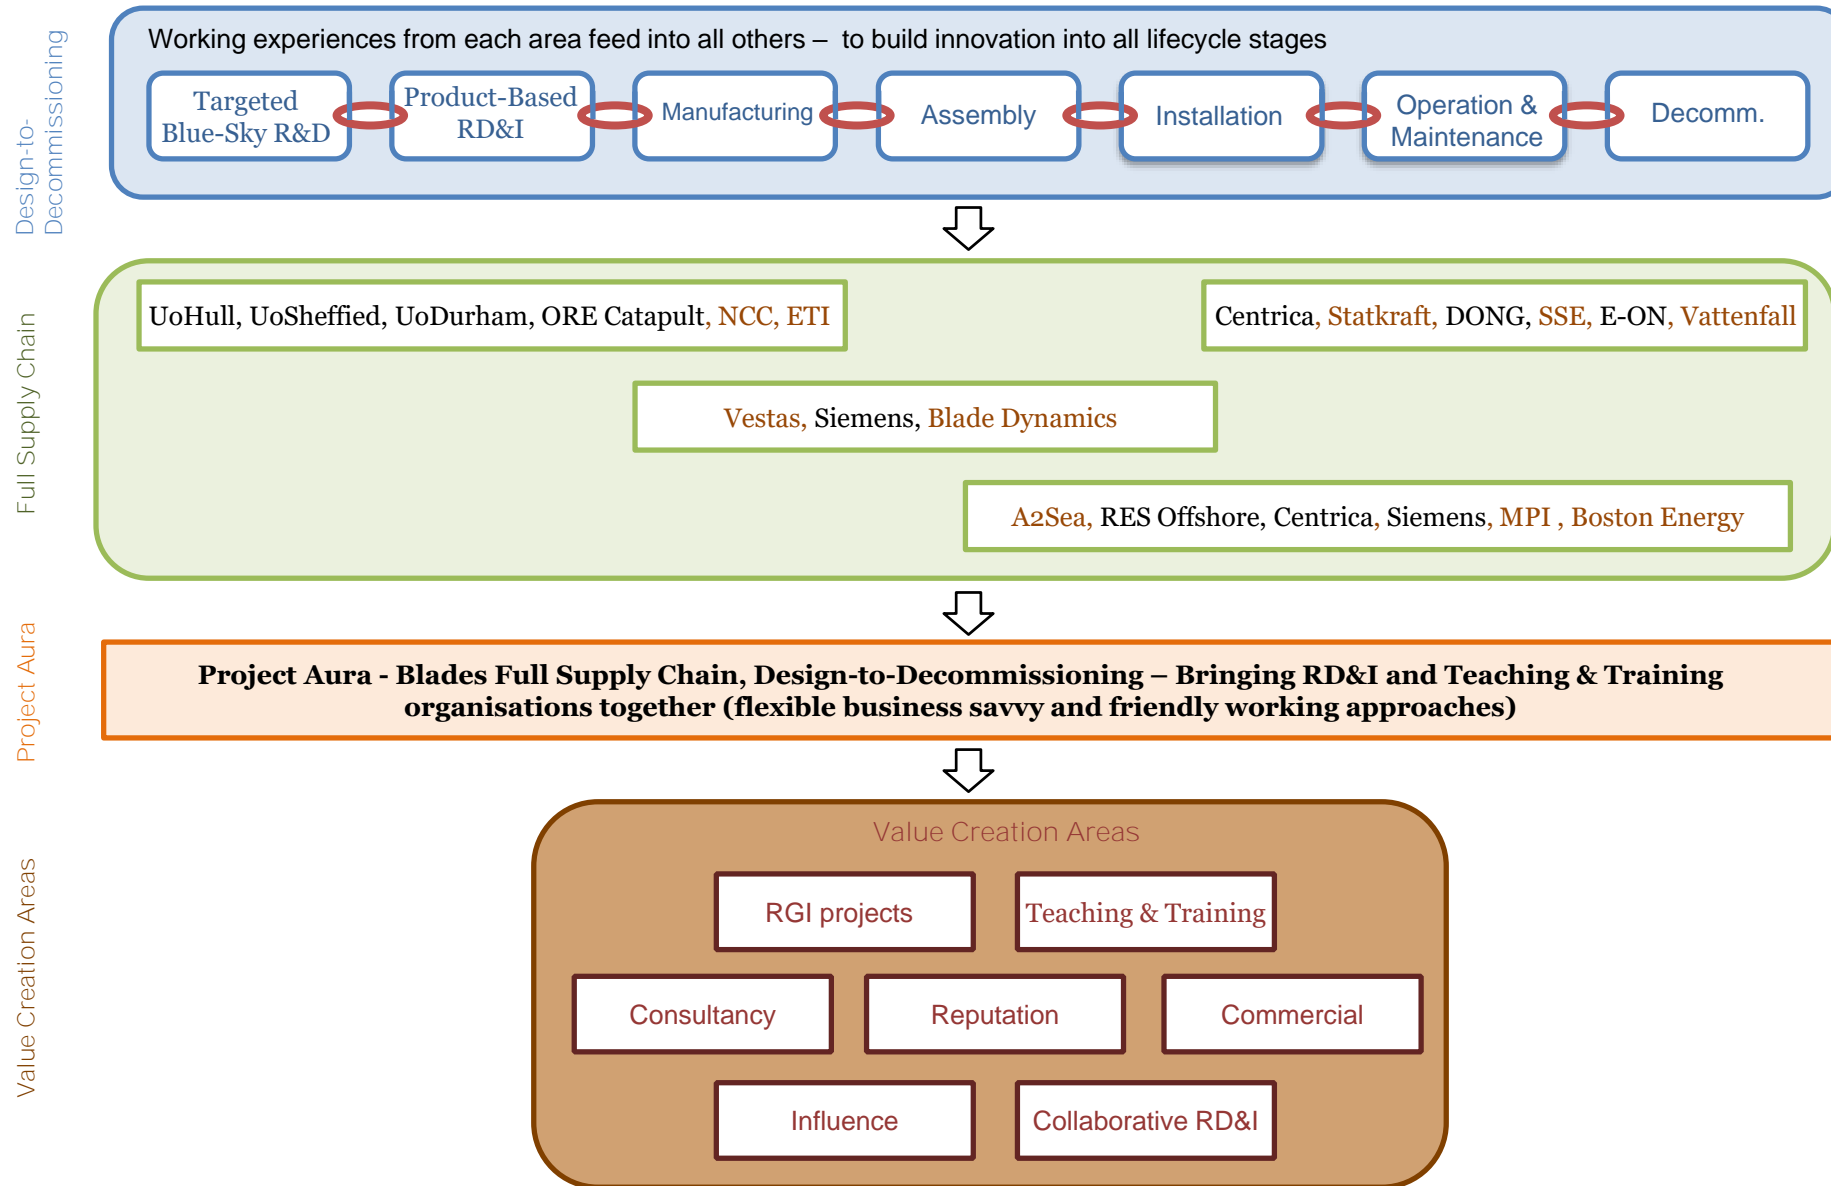 Design-to-
Decommissioning
Working experiences from each area feed into all others – to build innovation into all lifecycle stages
Targeted
Blue-Sky R&D
Product-Based
RD&I
Manufacturing
Assembly
Installation
Operation &
Maintenance
Decomm.
Full Supply Chain
UoHull, UoSheffied, UoDurham, ORE Catapult, NCC, ETI
Centrica, Statkraft, DONG, SSE, E-ON, Vattenfall
Vestas, Siemens, Blade Dynamics
A2Sea, RES Offshore, Centrica, Siemens, MPI , Boston Energy
Project Aura
Project Aura - Blades Full Supply Chain, Design-to-Decommissioning – Bringing RD&I and Teaching & Training
organisations together (flexible business savvy and friendly working approaches)
Value Creation Areas
Value Creation Areas
RGI projects
Teaching & Training
Consultancy
Reputation
Commercial
Influence
Collaborative RD&I